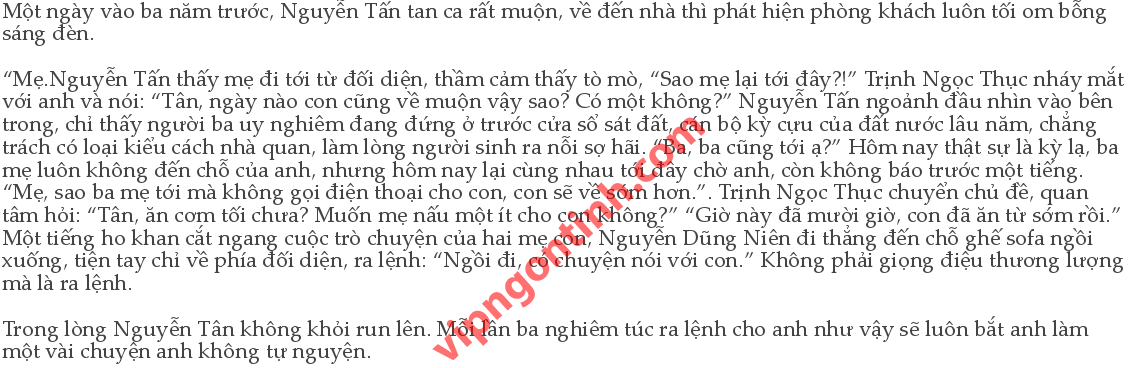 Một ngày vào ba năm trước, Nguyễn Tấn tan ca rất muộn, về đến nhà thì phát hiện phòng khách luôn tối om bỗng
sáng đèn.
“Mẹ.Nguyễn Tấn thấy mẹ đi tới từ đối diện, thầm cảm thấy tò mò, “Sao mẹ lại tới đây?!” Trịnh Ngọc Thục nháy mắt
với anh và nói: “Tân, ngày nào con cũng về muộn vậy sao? Có một không?” Nguyễn Tấn ngoảnh đầu nhìn vào bên
trong, chỉ thấy người ba uy nghiêm đang đứng ở trước cửa sổ sát đất, cán bộ kỳ cựu của đất nước lâu năm, chẳng
trách có loại kiểu cách nhà quan, làm lòng người sinh ra nỗi sợ hãi. “Ba, ba cũng tới ạ?” Hôm nay thật sự là kỳ lạ, ba
mẹ luôn không đến chỗ của anh, nhưng hôm nay lại cùng nhau tới đây chờ anh, còn không báo trước một tiếng.
“Mẹ, sao ba mẹ tới mà không gọi điện thoại cho con, con sẽ về sớm hơn.”. Trịnh Ngọc Thục chuyển chủ đề, quan
tâm hỏi: “Tân, ăn cơm tối chưa? Muốn mẹ nấu một ít cho con không?” “Giờ này đã mười giờ, con đã ăn từ sớm rồi.”
Một tiếng ho khan cắt ngang cuộc trò chuyện của hai mẹ con, Nguyễn Dũng Niên đi thẳng đến chỗ ghế sofa ngồi
xuống, tiện tay chỉ về phía đối diện, ra lệnh: “Ngồi đi, có chuyện nói với con.” Không phải giọng điệu thương lượng
mà là ra lệnh.
Trong lòng Nguyễn Tân không khỏi run lên. Mỗi lần ba nghiêm túc ra lệnh cho anh như vậy sẽ luôn bắt anh làm
một vài chuyện anh không tự nguyện.
vipngontinh.com